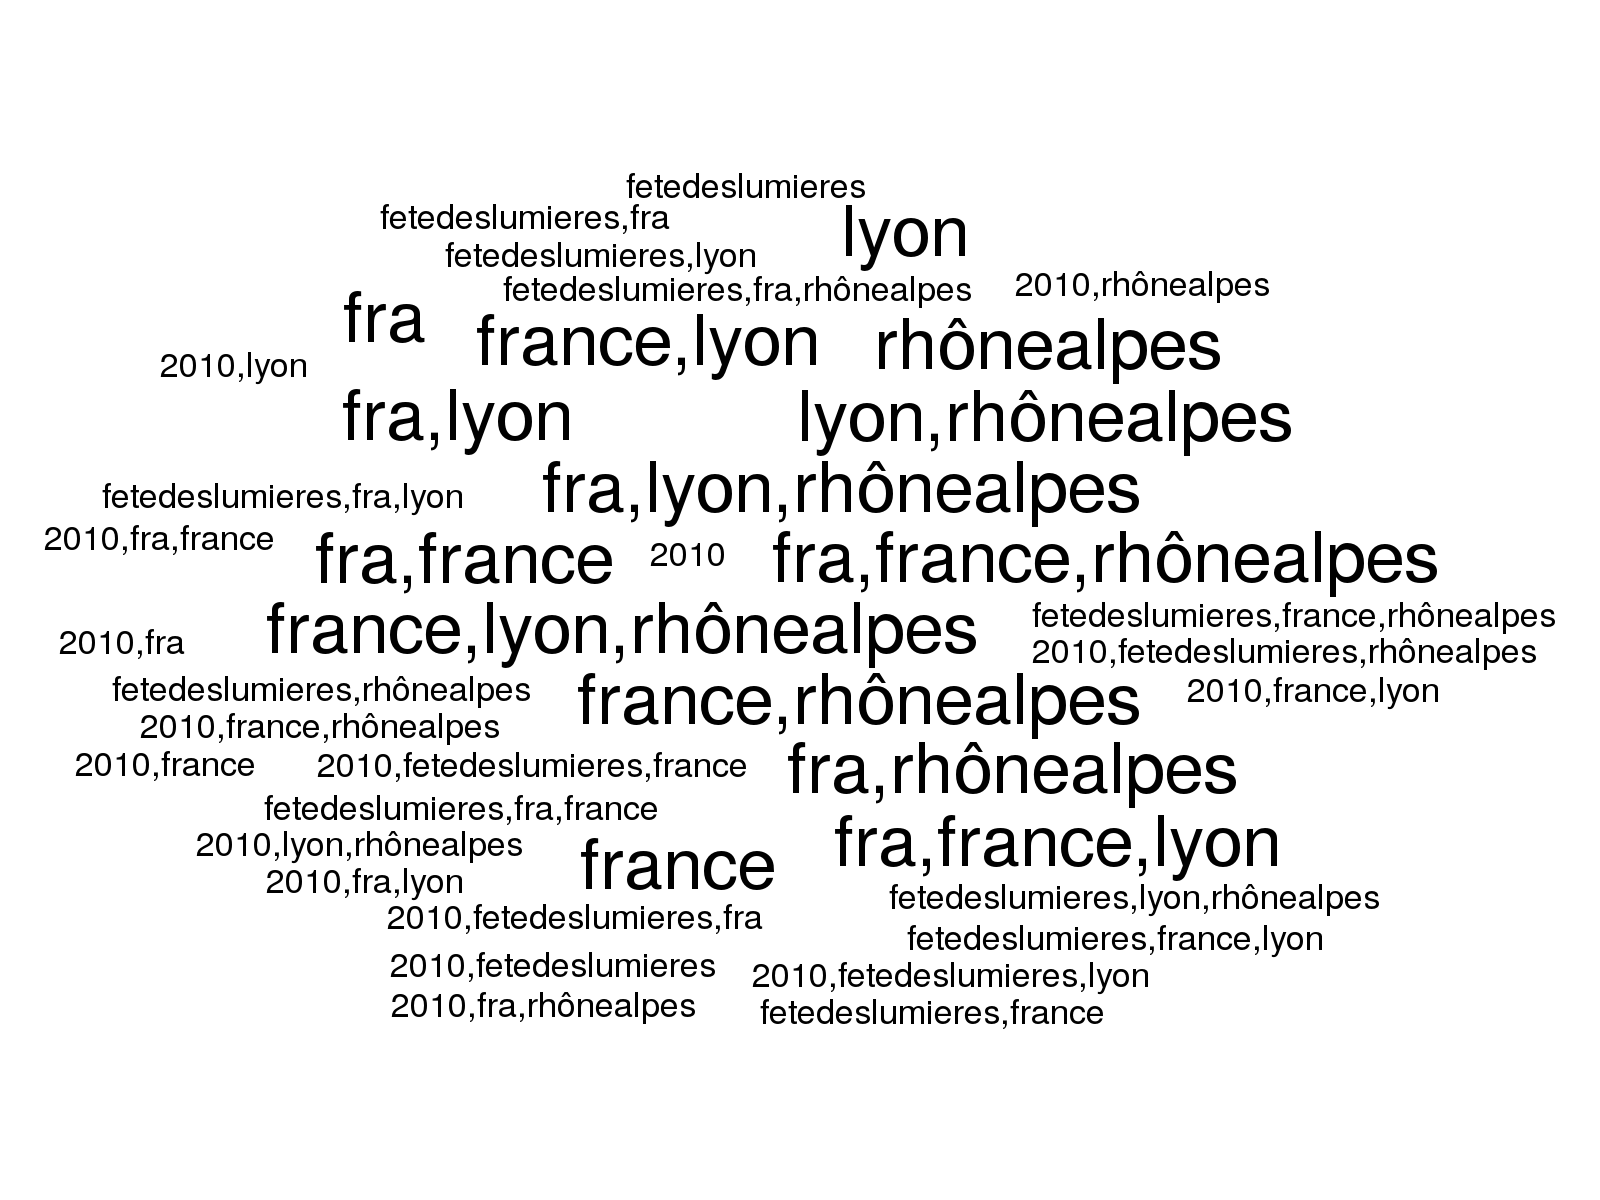 fetedeslumieres
fetedeslumieres,fra
lyon
fetedeslumieres,lyon
fetedeslumieres,fra,rhônealpes
2010,rhônealpes
fra
france,lyon
rhônealpes
2010,lyon
fra,lyon
lyon,rhônealpes
fetedeslumieres,fra,lyon
fra,lyon,rhônealpes
2010,fra,france
fra,france
2010
fra,france,rhônealpes
2010,fra
france,lyon,rhônealpes
fetedeslumieres,france,rhônealpes
2010,fetedeslumieres,rhônealpes
fetedeslumieres,rhônealpes
france,rhônealpes
2010,france,lyon
2010,france,rhônealpes
2010,france
2010,fetedeslumieres,france
fra,rhônealpes
fetedeslumieres,fra,france
2010,lyon,rhônealpes
france
fra,france,lyon
2010,fra,lyon
fetedeslumieres,lyon,rhônealpes
2010,fetedeslumieres,fra
fetedeslumieres,france,lyon
2010,fetedeslumieres
2010,fetedeslumieres,lyon
2010,fra,rhônealpes
fetedeslumieres,france